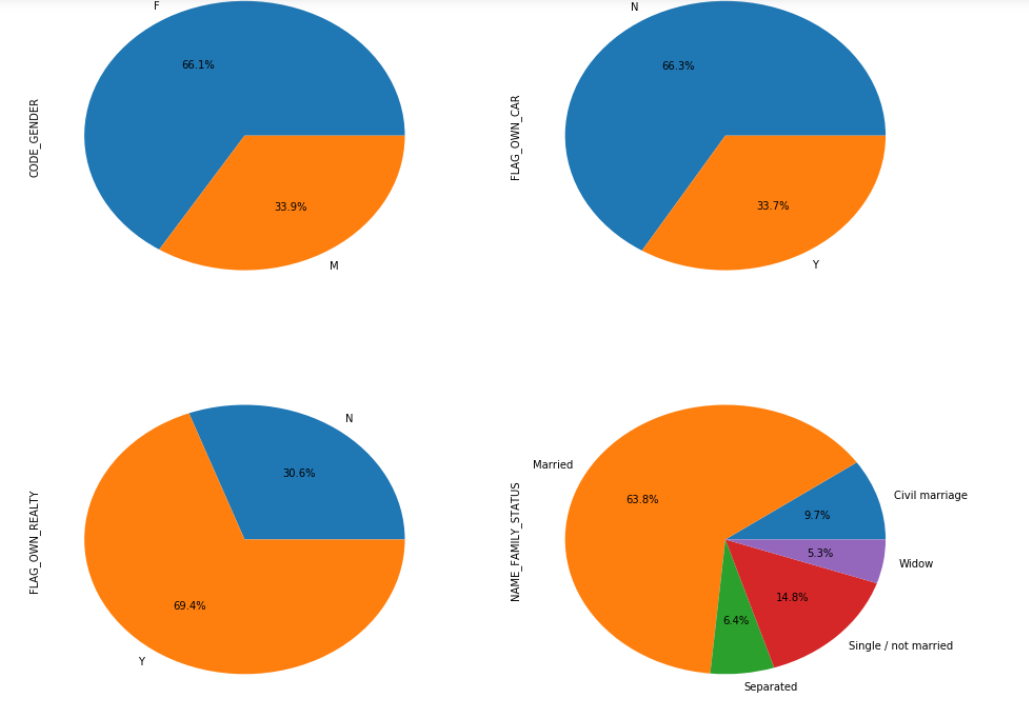 F
66.1%
CODE_GENDER
33.9%
M
N
66.3%
FLAG_OWN_CAR
33.7%
Y
N
30.6%
FLAG_OWN_REALTY
69.4%
Y
Married
63.8%
Civil marriage
9.7%
NAME_FAMILY_STATUS
5.3%
Widow
14.8%
6.4%
Single / not married
Separated